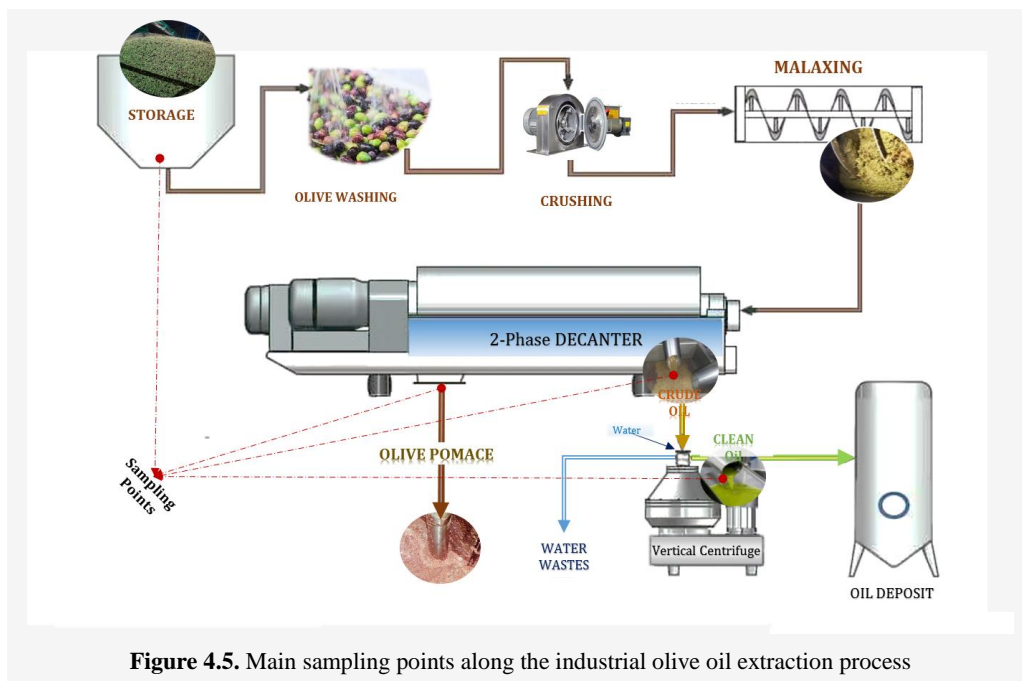 MALAXING
STORAGE
OLIVE WASHING
CRUSHING
2-Phase DECANTER
CRUDE
OIL
Water
CLEAN
Oil
OLIVE POMACE
Sampling
Points
WATER
WASTES
Vertical Centrifuge
OIL DEPOSIT
Figure 4.5. Main sampling points along the industrial olive oil extraction process